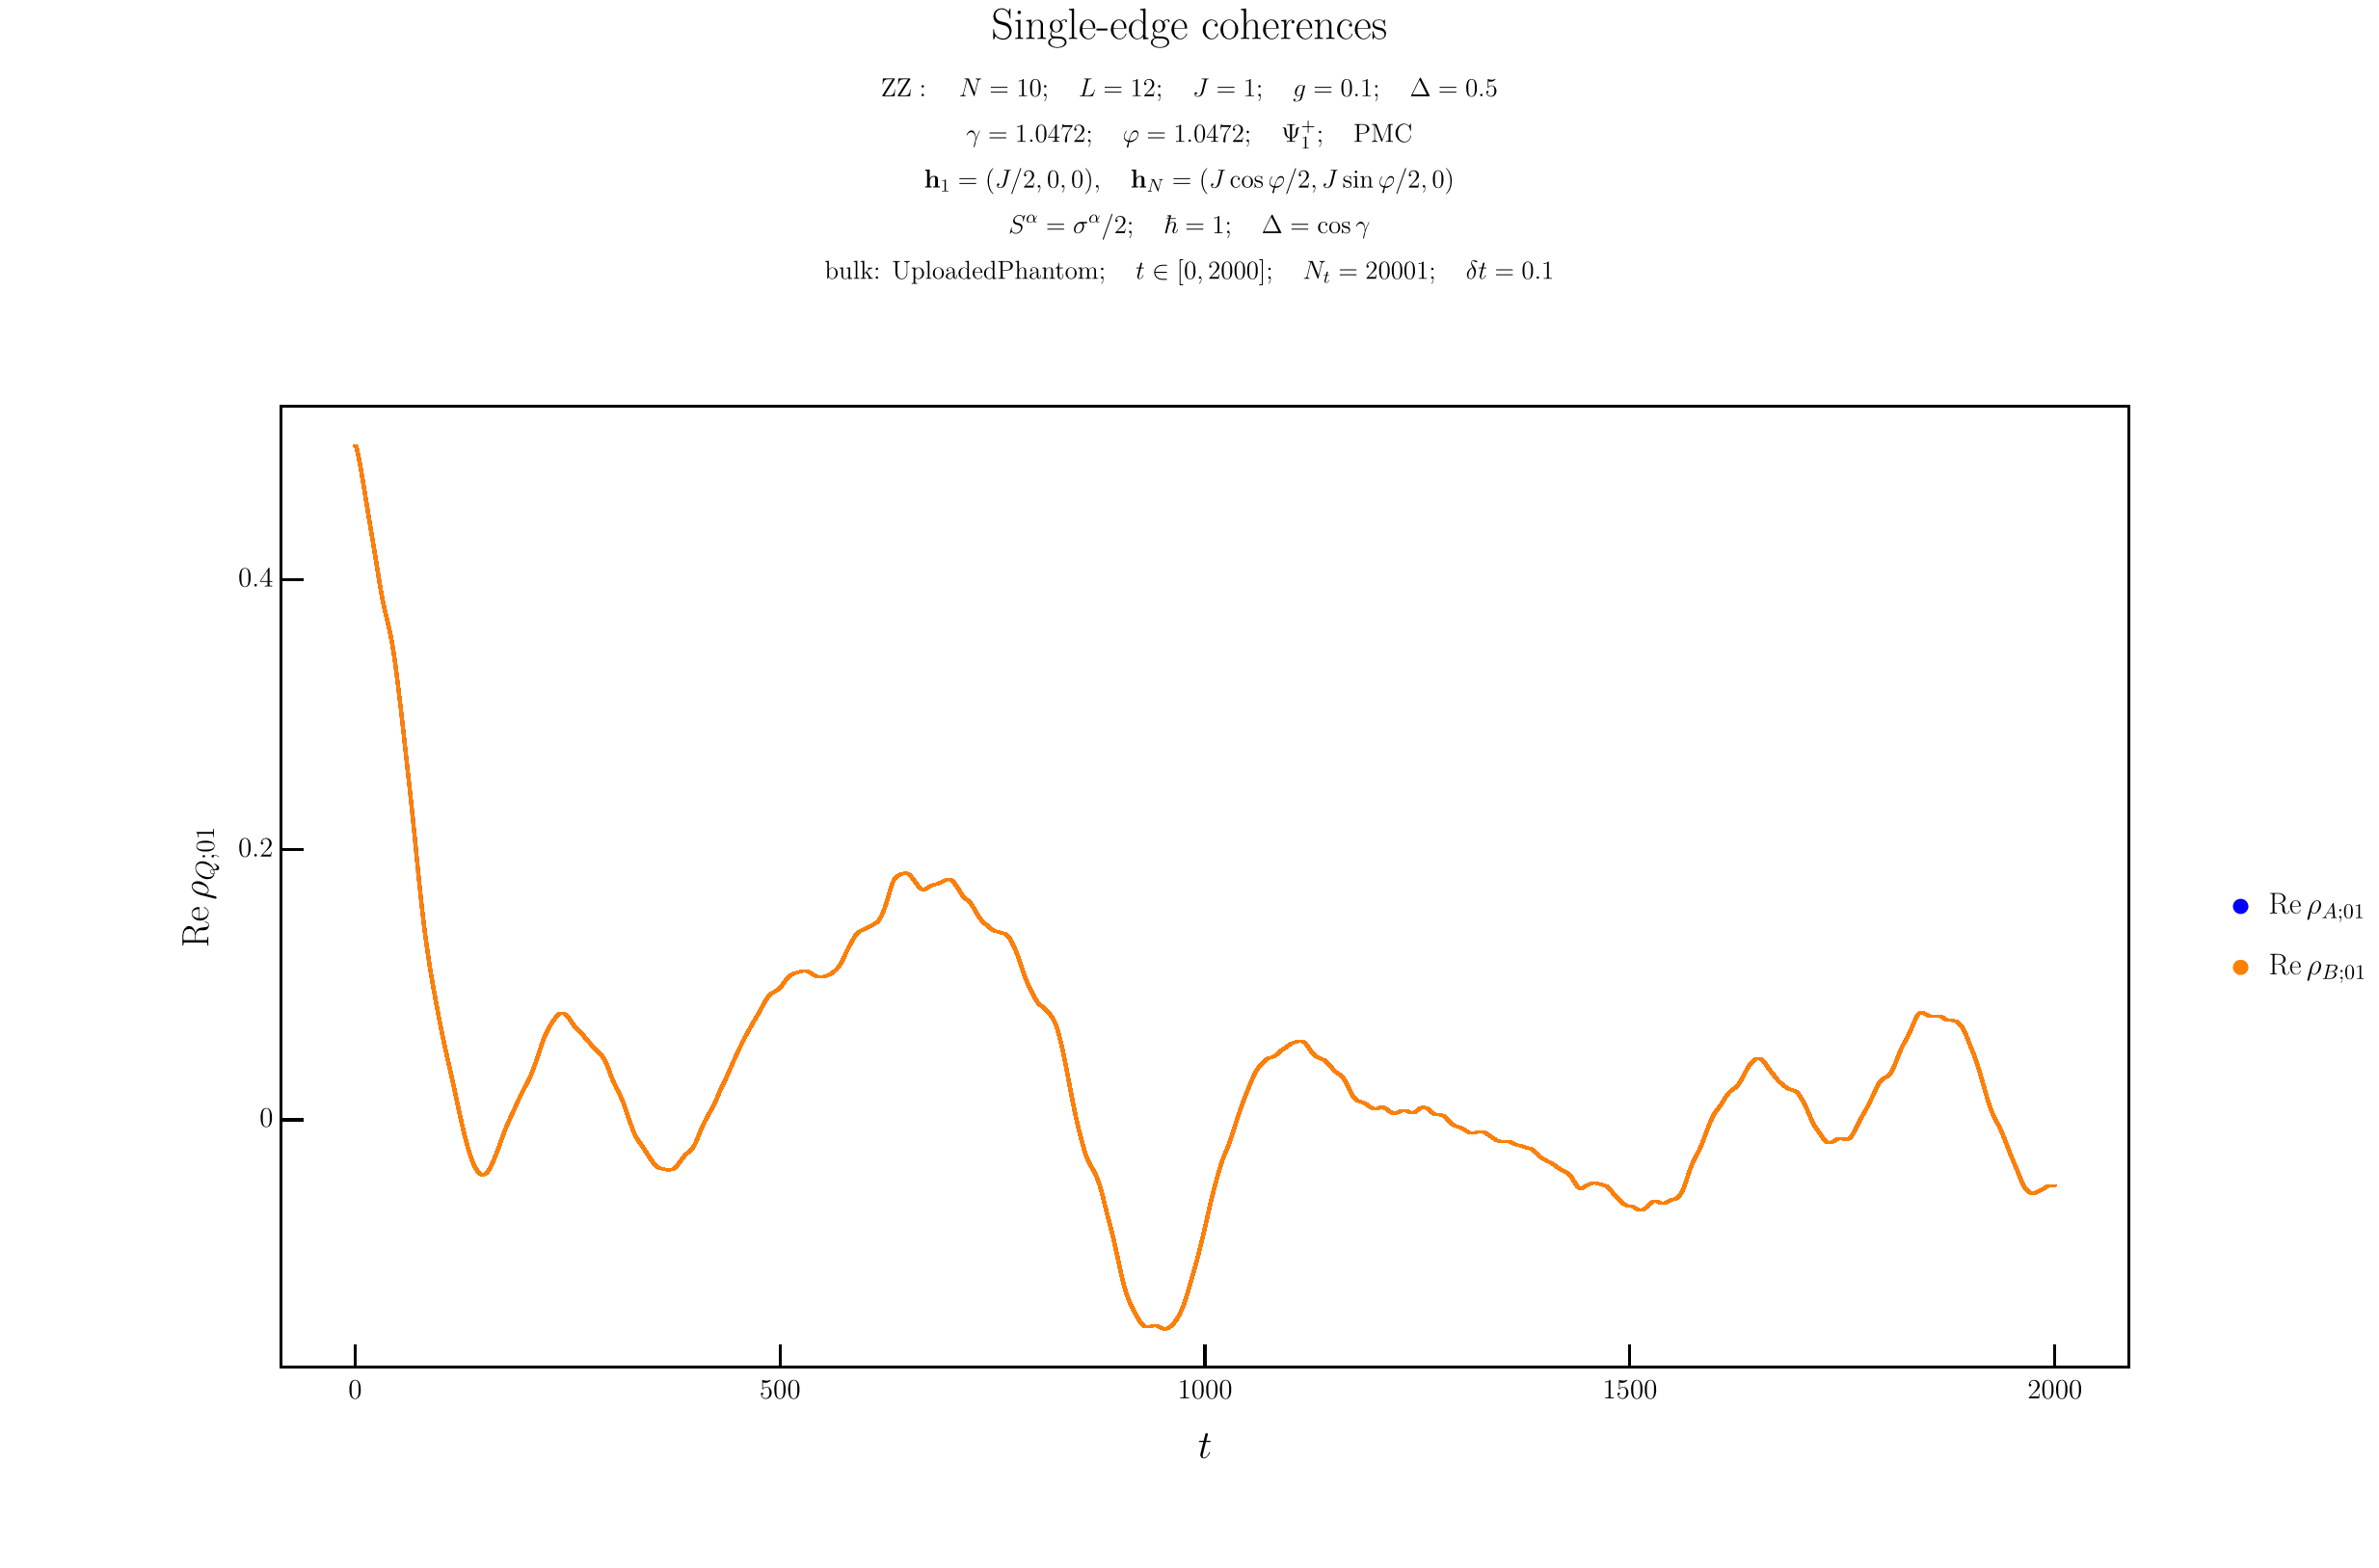 Single-edge coherences
ZZ : N = 10; L = 12; J = 1; g = 0.1; Δ = 0.5
γ = 1.0472; φ = 1.0472; Ψ₁⁺; PMC
𝐡₁ = (J/2, 0, 0), 𝐡_N = (J cos φ/2, J sin φ/2, 0)
S^α = σ^α/2; ħ = 1; Δ = cos γ
bulk: UploadedPhantom; t ∈ [0, 2000]; N_t = 20001; δt = 0.1
0.4
0.2
0
Re ρ_{Q;01}
0 500 1000 1500 2000
t
Re ρ_{A;01}
Re ρ_{B;01}